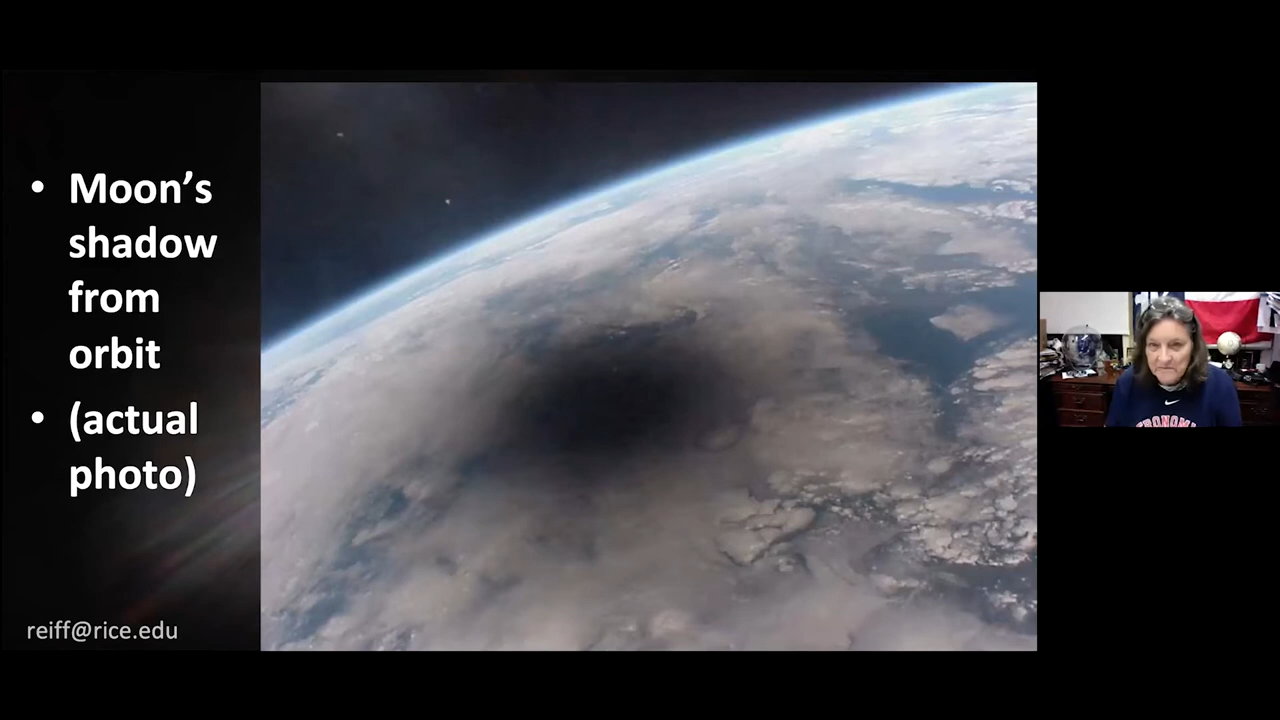 • Moon’s
shadow
from
orbit
• (actual
photo)
reiff@rice.edu